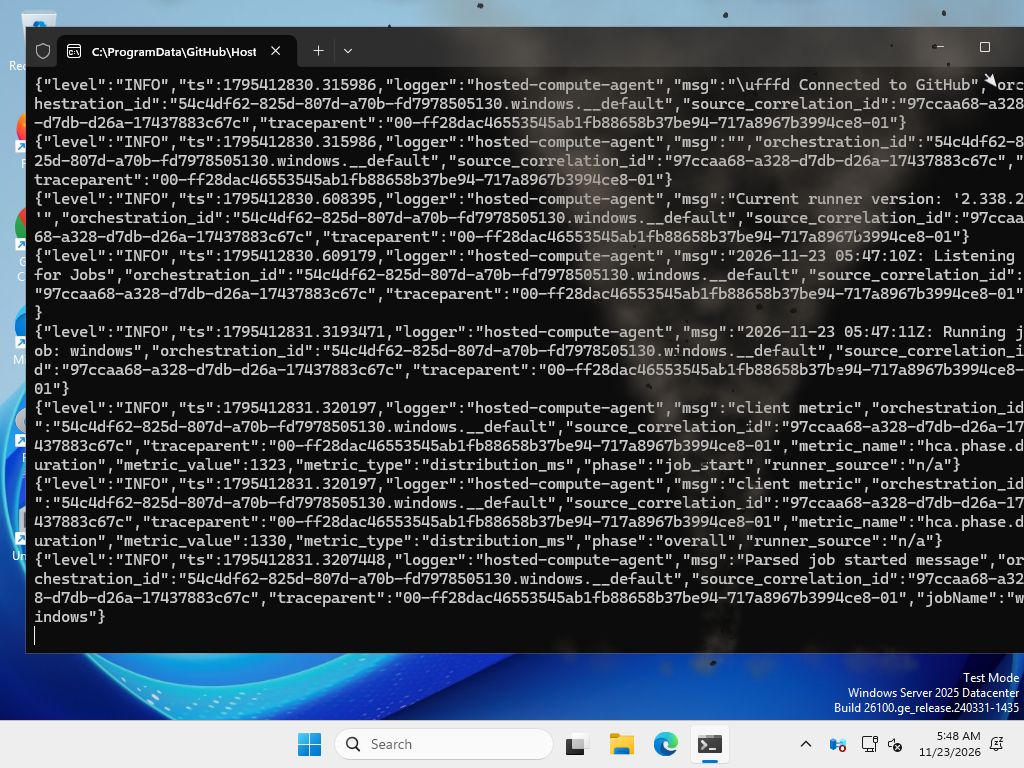 Rec
C:\ProgramData\GitHub\Host
{"level":"INFO","ts":1795412830.315986,"logger":"hosted-compute-agent","msg":"\ufffd Connected to GitHub","orc
hestration_id":"54c4df62-825d-807d-a70b-fd7978505130.windows.__default","source_correlation_id":"97ccaa68-a328
-d7db-d26a-17437883c67c","traceparent":"00-ff28dac46553545ab1fb88658b37be94-717a8967b3994ce8-01"}
{"level":"INFO","ts":1795412830.315986,"logger":"hosted-compute-agent","msg":"","orchestration_id":"54c4df62-8
25d-807d-a70b-fd7978505130.windows.__default","source_correlation_id":"97ccaa68-a328-d7db-d26a-17437883c67c","
traceparent":"00-ff28dac46553545ab1fb88658b37be94-717a8967b3994ce8-01"}
{"level":"INFO","ts":1795412830.608395,"logger":"hosted-compute-agent","msg":"Current runner version: '2.338.2
'","orchestration_id":"54c4df62-825d-807d-a70b-fd7978505130.windows.__default","source_correlation_id":"97ccaa
68-a328-d7db-d26a-17437883c67c","traceparent":"00-ff28dac46553545ab1fb88658b37be94-717a8967b3994ce8-01"}
{"level":"INFO","ts":1795412830.609179,"logger":"hosted-compute-agent","msg":"2026-11-23 05:47:10Z: Listening
for Jobs","orchestration_id":"54c4df62-825d-807d-a70b-fd7978505130.windows.__default","source_correlation_id":
"97ccaa68-a328-d7db-d26a-17437883c67c","traceparent":"00-ff28dac46553545ab1fb88658b37be94-717a8967b3994ce8-01"
}
{"level":"INFO","ts":1795412831.3193471,"logger":"hosted-compute-agent","msg":"2026-11-23 05:47:11Z: Running j
ob: windows","orchestration_id":"54c4df62-825d-807d-a70b-fd7978505130.windows.__default","source_correlation_i
d":"97ccaa68-a328-d7db-d26a-17437883c67c","traceparent":"00-ff28dac46553545ab1fb88658b37be94-717a8967b3994ce8-
01"}
{"level":"INFO","ts":1795412831.320197,"logger":"hosted-compute-agent","msg":"client metric","orchestration_id
":"54c4df62-825d-807d-a70b-fd7978505130.windows.__default","source_correlation_id":"97ccaa68-a328-d7db-d26a-17
437883c67c","traceparent":"00-ff28dac46553545ab1fb88658b37be94-717a8967b3994ce8-01","metric_name":"hca.phase.d
uration","metric_value":1323,"metric_type":"distribution_ms","phase":"job_start","runner_source":"n/a"}
{"level":"INFO","ts":1795412831.320197,"logger":"hosted-compute-agent","msg":"client metric","orchestration_id
":"54c4df62-825d-807d-a70b-fd7978505130.windows.__default","source_correlation_id":"97ccaa68-a328-d7db-d26a-17
437883c67c","traceparent":"00-ff28dac46553545ab1fb88658b37be94-717a8967b3994ce8-01","metric_name":"hca.phase.d
uration","metric_value":1330,"metric_type":"distribution_ms","phase":"overall","runner_source":"n/a"}
{"level":"INFO","ts":1795412831.3207448,"logger":"hosted-compute-agent","msg":"Parsed job started message","or
chestration_id":"54c4df62-825d-807d-a70b-fd7978505130.windows.__default","source_correlation_id":"97ccaa68-a32
8-d7db-d26a-17437883c67c","traceparent":"00-ff28dac46553545ab1fb88658b37be94-717a8967b3994ce8-01","jobName":"w
indows"}
Test Mode
Windows Server 2025 Datacenter
Build 26100.ge_release.240331-1435
Search
5:48 AM
11/23/2026